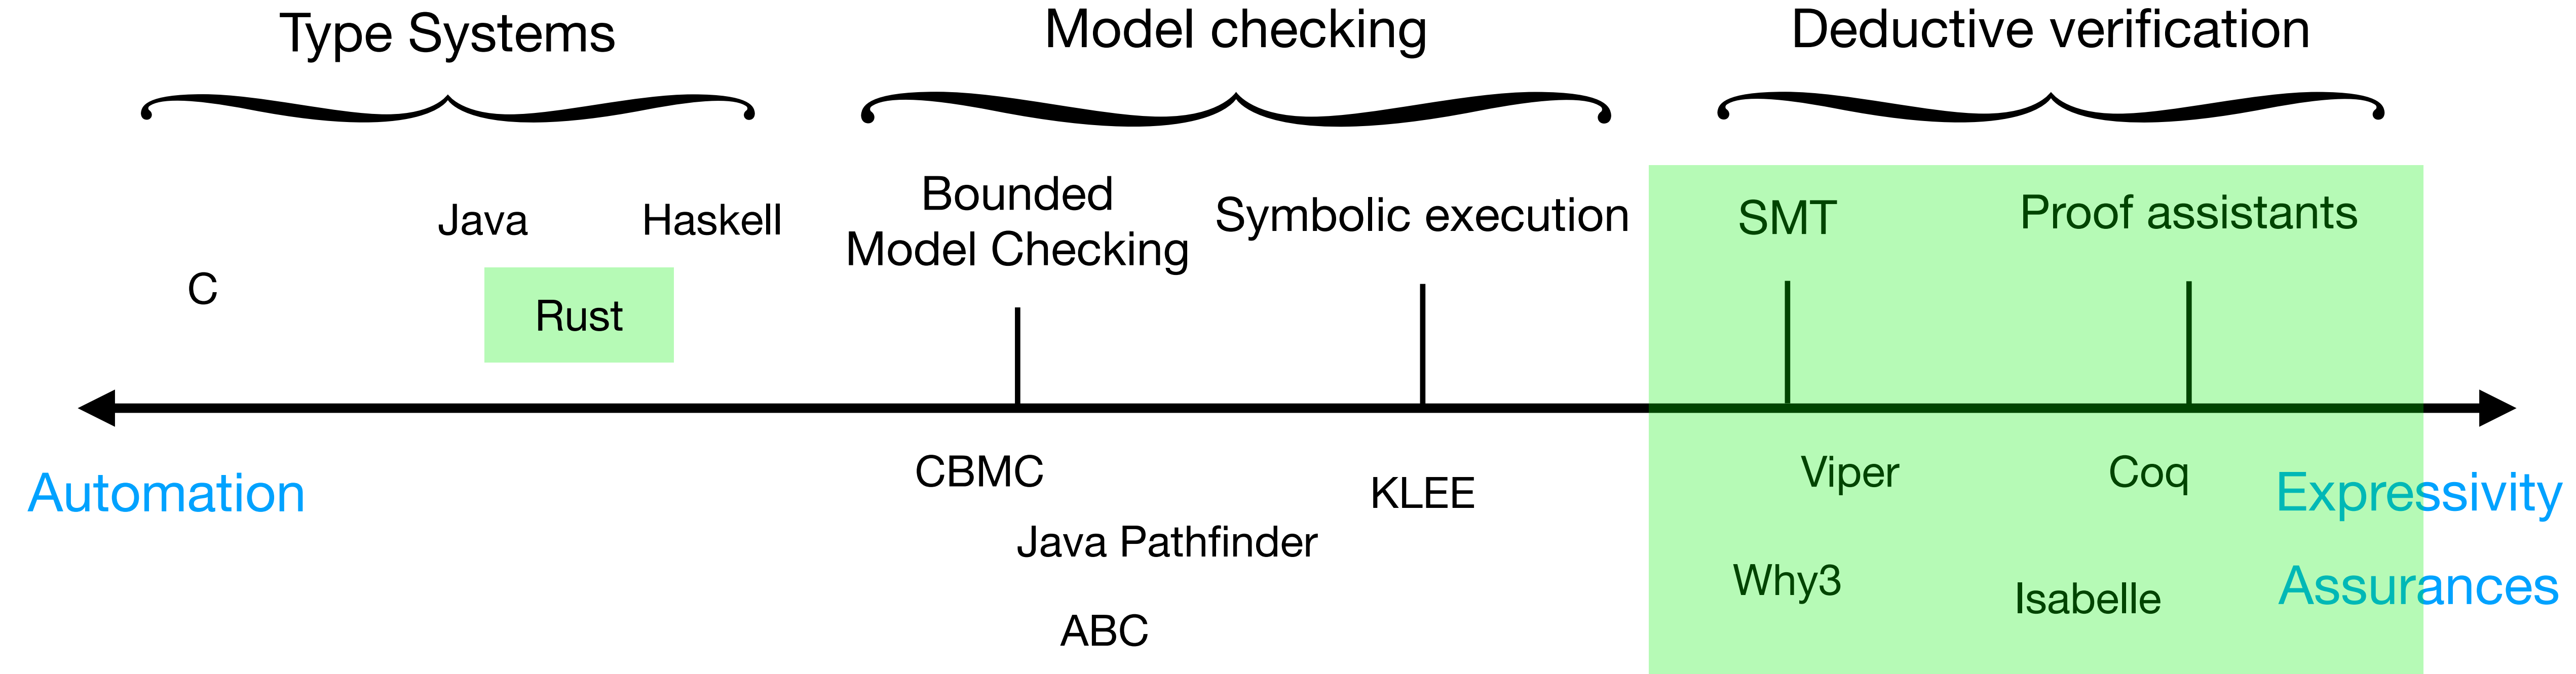 Type Systems
Model checking
Deductive verification
Java
Haskell
Bounded
Model Checking
Symbolic execution
SMT
Proof assistants
C
Rust
Automation
CBMC
KLEE
Viper
Coq
Expressivity
Java Pathfinder
Why3
Isabelle
Assurances
ABC